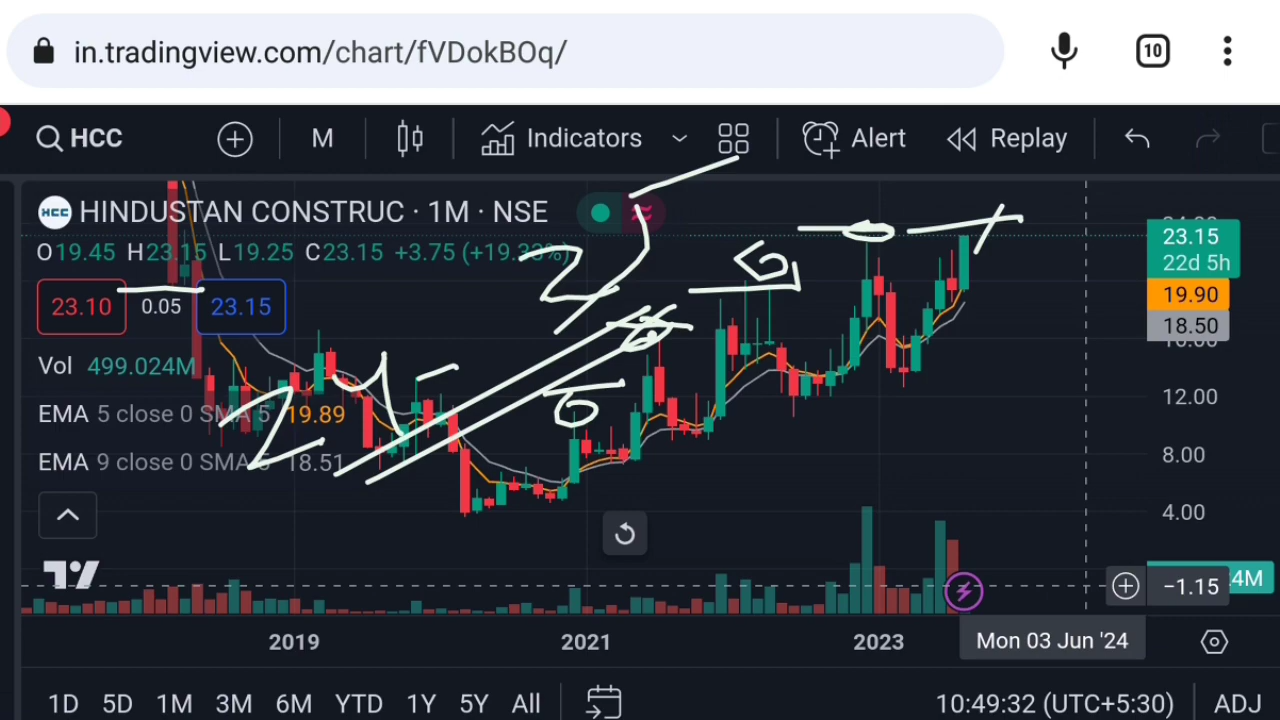 in.tradingview.com/chart/fVDokBOq/ 10
HCC M Indicators Alert Replay
HCC HINDUSTAN CONSTRUC · 1M · NSE
O19.45 H23.15 L19.25 C23.15 +3.75 (+19.33%)
23.15
22d 5h
23.10 0.05 23.15
19.90
18.50
Vol 499.024M
12.00
EMA 5 close 0 SMA 5 19.89
EMA 9 close 0 SMA 5 18.51
8.00
4.00
4M
−1.15
2019 2021 2023 Mon 03 Jun '24
1D 5D 1M 3M 6M YTD 1Y 5Y All 10:49:32 (UTC+5:30) ADJ